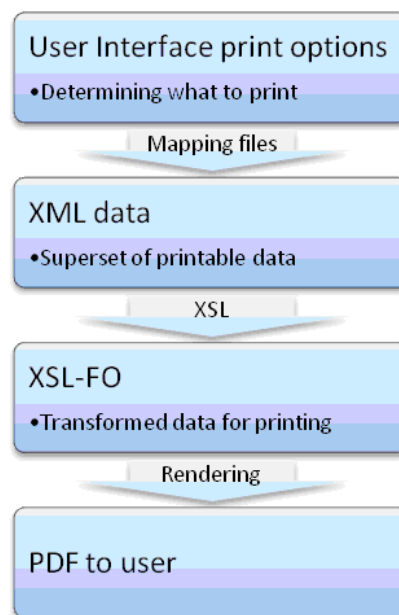 User Interface print options
•Determining what to print
Mapping files
XML data
•Superset of printable data
XSL
XSL-FO
•Transformed data for printing
Rendering
PDF to user